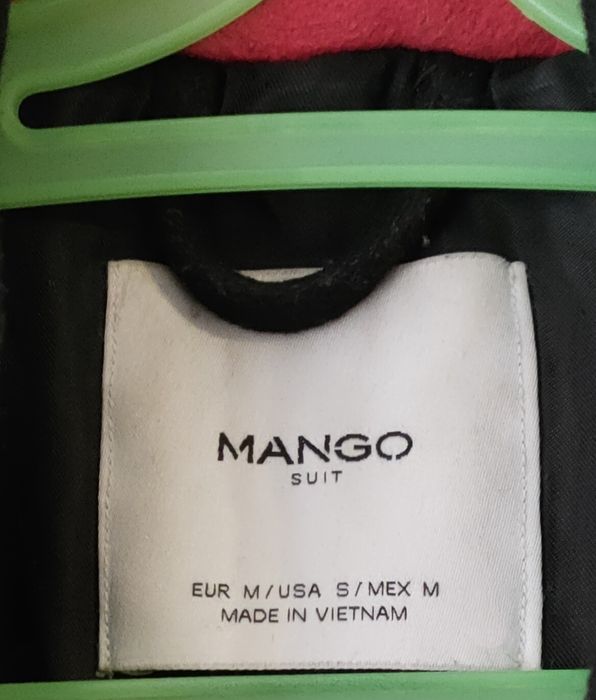 MANGO
SUIT
EUR M/USA S/MEX M
MADE IN VIETNAM